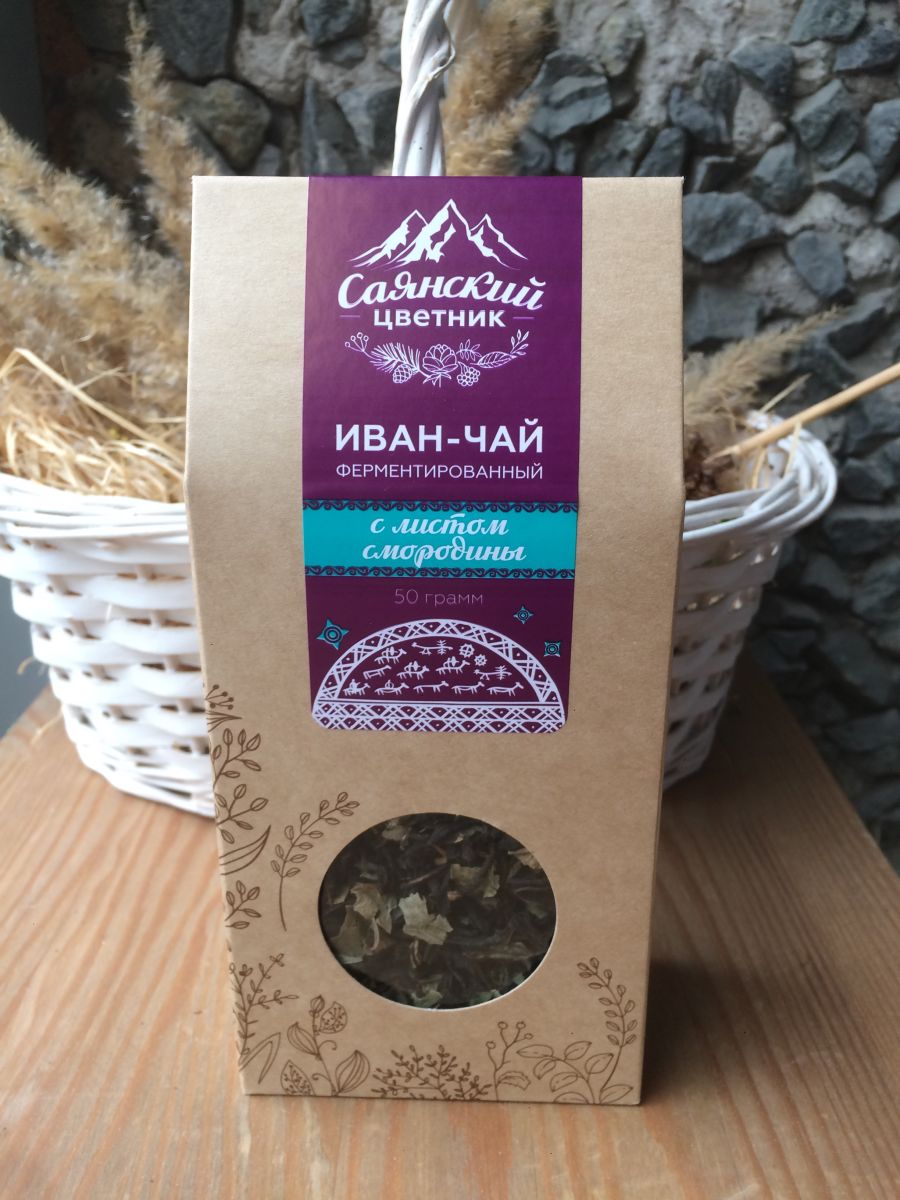 Саянский
цветник
ИВАН-ЧАЙ
ФЕРМЕНТИРОВАННЫЙ
с листом
смородины
50 грамм